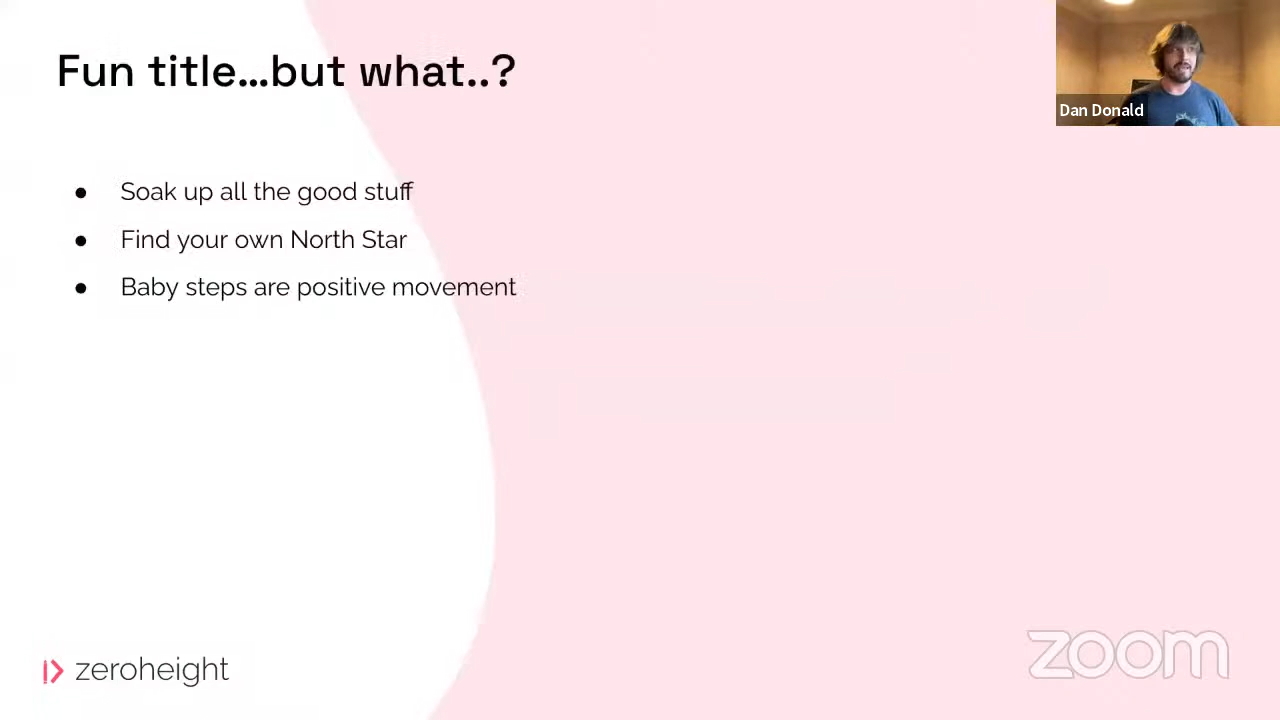 Fun title...but what..?
Dan Donald
● Soak up all the good stuff
● Find your own North Star
● Baby steps are positive movement
zeroheight
zoom